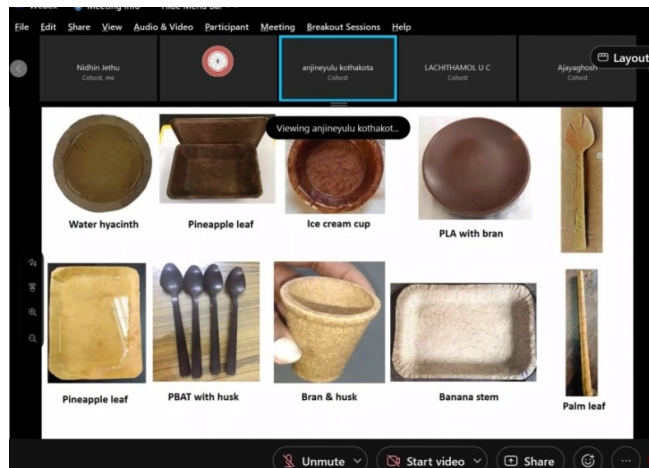 File Edit Share View Audio & Video Participant Meeting Breakout Sessions Help
Nidhin Jethu
Cohost, me
anjineyulu kothakota
Cohost
LACHITHAMOL U C
Cohost
Ajayaghosh
Cohost
Layout
Viewing anjineyulu kothakot...
Water hyacinth
Pineapple leaf
Ice cream cup
PLA with bran
Pineapple leaf
PBAT with husk
Bran & husk
Banana stem
Palm leaf
Unmute
Start video
Share